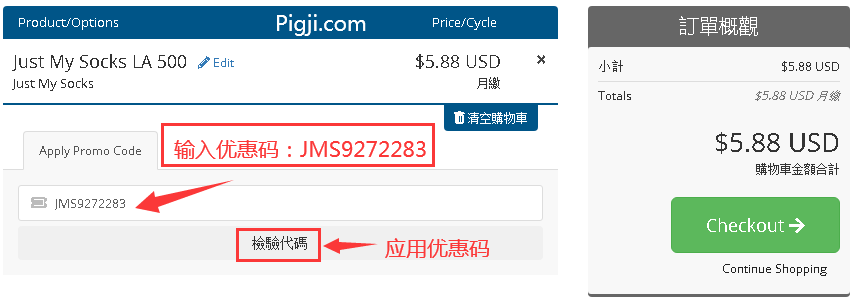 Product/Options Pigji.com Price/Cycle
Just My Socks LA 500 Edit $5.88 USD ×
Just My Socks 月繳
清空購物車
Apply Promo Code 输入优惠码：JMS9272283
JMS9272283
檢驗代碼 应用优惠码
訂單概觀
小計 $5.88 USD
Totals $5.88 USD 月繳
$5.88 USD
購物車金額合計
Checkout
Continue Shopping